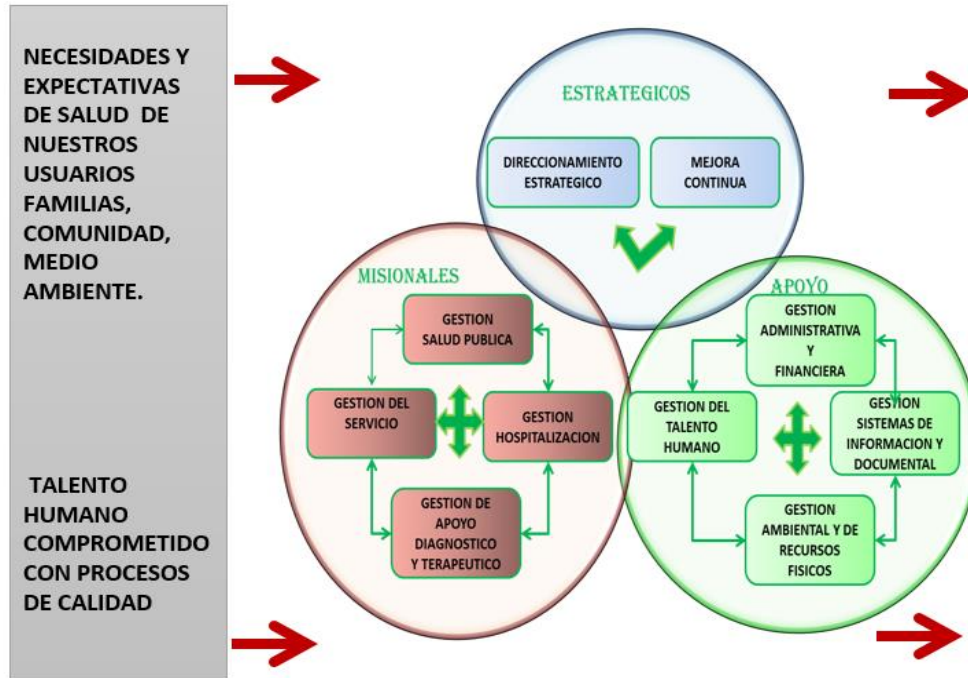 NECESIDADES Y
EXPECTATIVAS
DE SALUD DE
NUESTROS
USUARIOS
FAMILIAS,
COMUNIDAD,
MEDIO
AMBIENTE.
TALENTO
HUMANO
COMPROMETIDO
CON PROCESOS
DE CALIDAD
ESTRATEGICOS
DIRECCIONAMIENTO
ESTRATEGICO
MEJORA
CONTINUA
MISIONALES
GESTION
SALUD PUBLICA
GESTION DEL
SERVICIO
GESTION
HOSPITALIZACION
GESTION DE
APOYO
DIAGNOSTICO
Y TERAPEUTICO
APOYO
GESTION
ADMINISTRATIVA
Y
FINANCIERA
GESTION DEL
TALENTO
HUMANO
GESTION
SISTEMAS DE
INFORMACION Y
DOCUMENTAL
GESTION
AMBIENTAL Y DE
RECURSOS
FISICOS